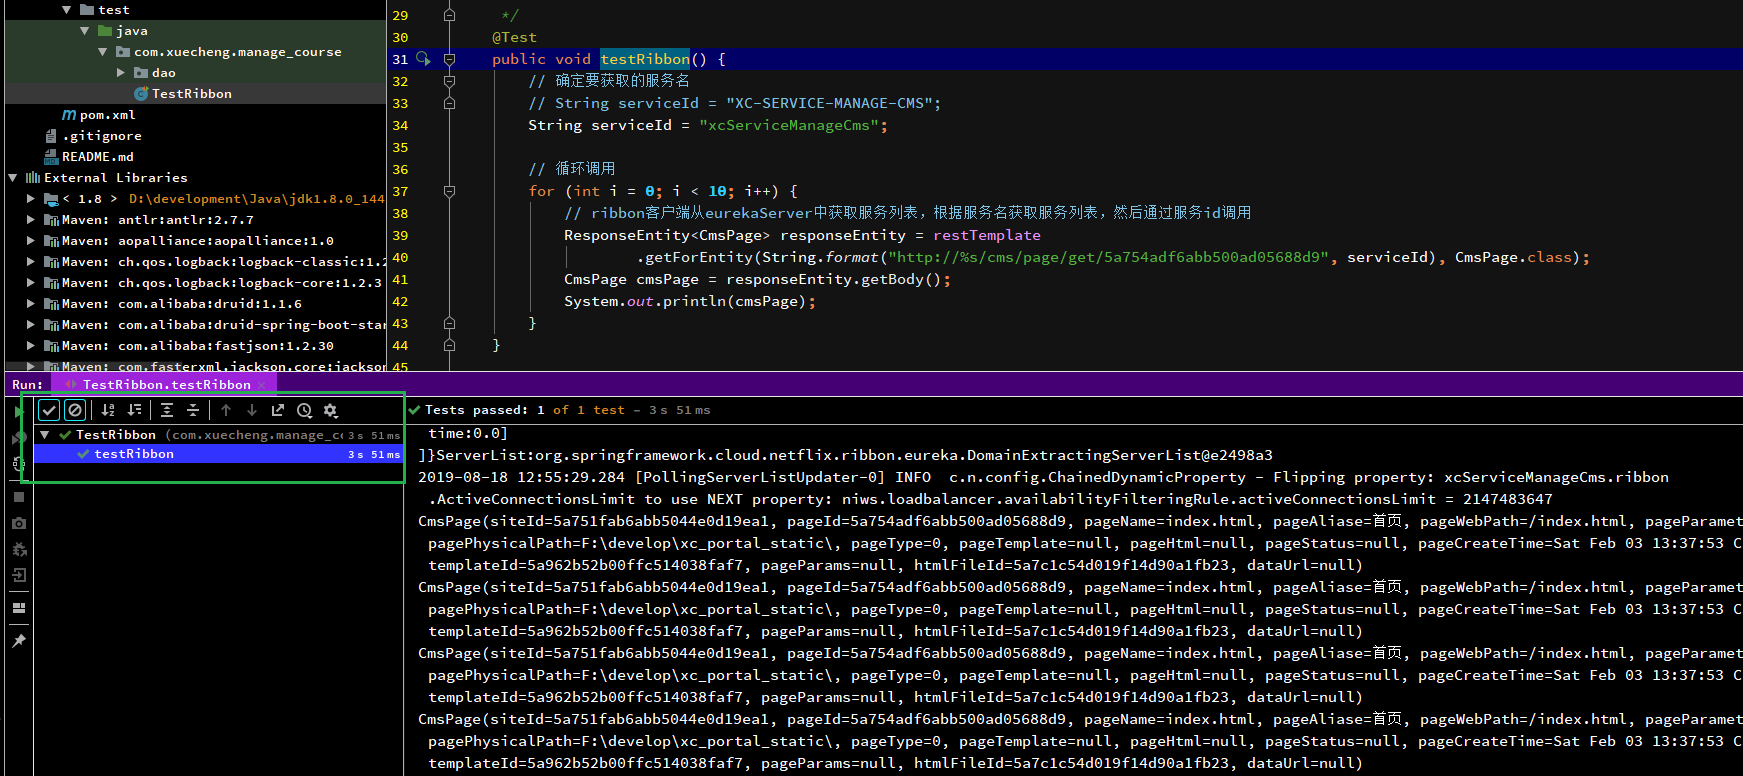 test
java
com.xuecheng.manage_course
dao
TestRibbon
pom.xml
.gitignore
README.md
External Libraries
< 1.8 > D:\development\Java\jdk1.8.0_144
Maven: antlr:antlr:2.7.7
Maven: aopalliance:aopalliance:1.0
Maven: ch.qos.logback:logback-classic:1.2
Maven: ch.qos.logback:logback-core:1.2.3
Maven: com.alibaba:druid:1.1.6
Maven: com.alibaba:druid-spring-boot-star
Maven: com.alibaba:fastjson:1.2.30
Maven: com.fasterxml.jackson.core:jackson
29 */
30 @Test
31 public void testRibbon() {
32 // 确定要获取的服务名
33 // String serviceId = "XC-SERVICE-MANAGE-CMS";
34 String serviceId = "xcServiceManageCms";
35
36 // 循环调用
37 for (int i = 0; i < 10; i++) {
38 // ribbon客户端从eurekaServer中获取服务列表，根据服务名获取服务列表，然后通过服务id调用
39 ResponseEntity<CmsPage> responseEntity = restTemplate
40 .getForEntity(String.format("http://%s/cms/page/get/5a754adf6abb500ad05688d9", serviceId), CmsPage.class);
41 CmsPage cmsPage = responseEntity.getBody();
42 System.out.println(cmsPage);
43 }
44 }
45
Run: TestRibbon.testRibbon ×
TestRibbon (com.xuecheng.manage_cc 3 s 51 ms
testRibbon 3 s 51 ms
Tests passed: 1 of 1 test – 3 s 51 ms
time:0.0]
]}ServerList:org.springframework.cloud.netflix.ribbon.eureka.DomainExtractingServerList@e2498a3
2019-08-18 12:55:29.284 [PollingServerListUpdater-0] INFO c.n.config.ChainedDynamicProperty - Flipping property: xcServiceManageCms.ribbon
.ActiveConnectionsLimit to use NEXT property: niws.loadbalancer.availabilityFilteringRule.activeConnectionsLimit = 2147483647
CmsPage(siteId=5a751fab6abb5044e0d19ea1, pageId=5a754adf6abb500ad05688d9, pageName=index.html, pageAliase=首页, pageWebPath=/index.html, pageParamet
pagePhysicalPath=F:\develop\xc_portal_static\, pageType=0, pageTemplate=null, pageHtml=null, pageStatus=null, pageCreateTime=Sat Feb 03 13:37:53 C
templateId=5a962b52b00ffc514038faf7, pageParams=null, htmlFileId=5a7c1c54d019f14d90a1fb23, dataUrl=null)
CmsPage(siteId=5a751fab6abb5044e0d19ea1, pageId=5a754adf6abb500ad05688d9, pageName=index.html, pageAliase=首页, pageWebPath=/index.html, pageParamet
pagePhysicalPath=F:\develop\xc_portal_static\, pageType=0, pageTemplate=null, pageHtml=null, pageStatus=null, pageCreateTime=Sat Feb 03 13:37:53 C
templateId=5a962b52b00ffc514038faf7, pageParams=null, htmlFileId=5a7c1c54d019f14d90a1fb23, dataUrl=null)
CmsPage(siteId=5a751fab6abb5044e0d19ea1, pageId=5a754adf6abb500ad05688d9, pageName=index.html, pageAliase=首页, pageWebPath=/index.html, pageParamet
pagePhysicalPath=F:\develop\xc_portal_static\, pageType=0, pageTemplate=null, pageHtml=null, pageStatus=null, pageCreateTime=Sat Feb 03 13:37:53 C
templateId=5a962b52b00ffc514038faf7, pageParams=null, htmlFileId=5a7c1c54d019f14d90a1fb23, dataUrl=null)
CmsPage(siteId=5a751fab6abb5044e0d19ea1, pageId=5a754adf6abb500ad05688d9, pageName=index.html, pageAliase=首页, pageWebPath=/index.html, pageParamet
pagePhysicalPath=F:\develop\xc_portal_static\, pageType=0, pageTemplate=null, pageHtml=null, pageStatus=null, pageCreateTime=Sat Feb 03 13:37:53 C
templateId=5a962b52b00ffc514038faf7, pageParams=null, htmlFileId=5a7c1c54d019f14d90a1fb23, dataUrl=null)